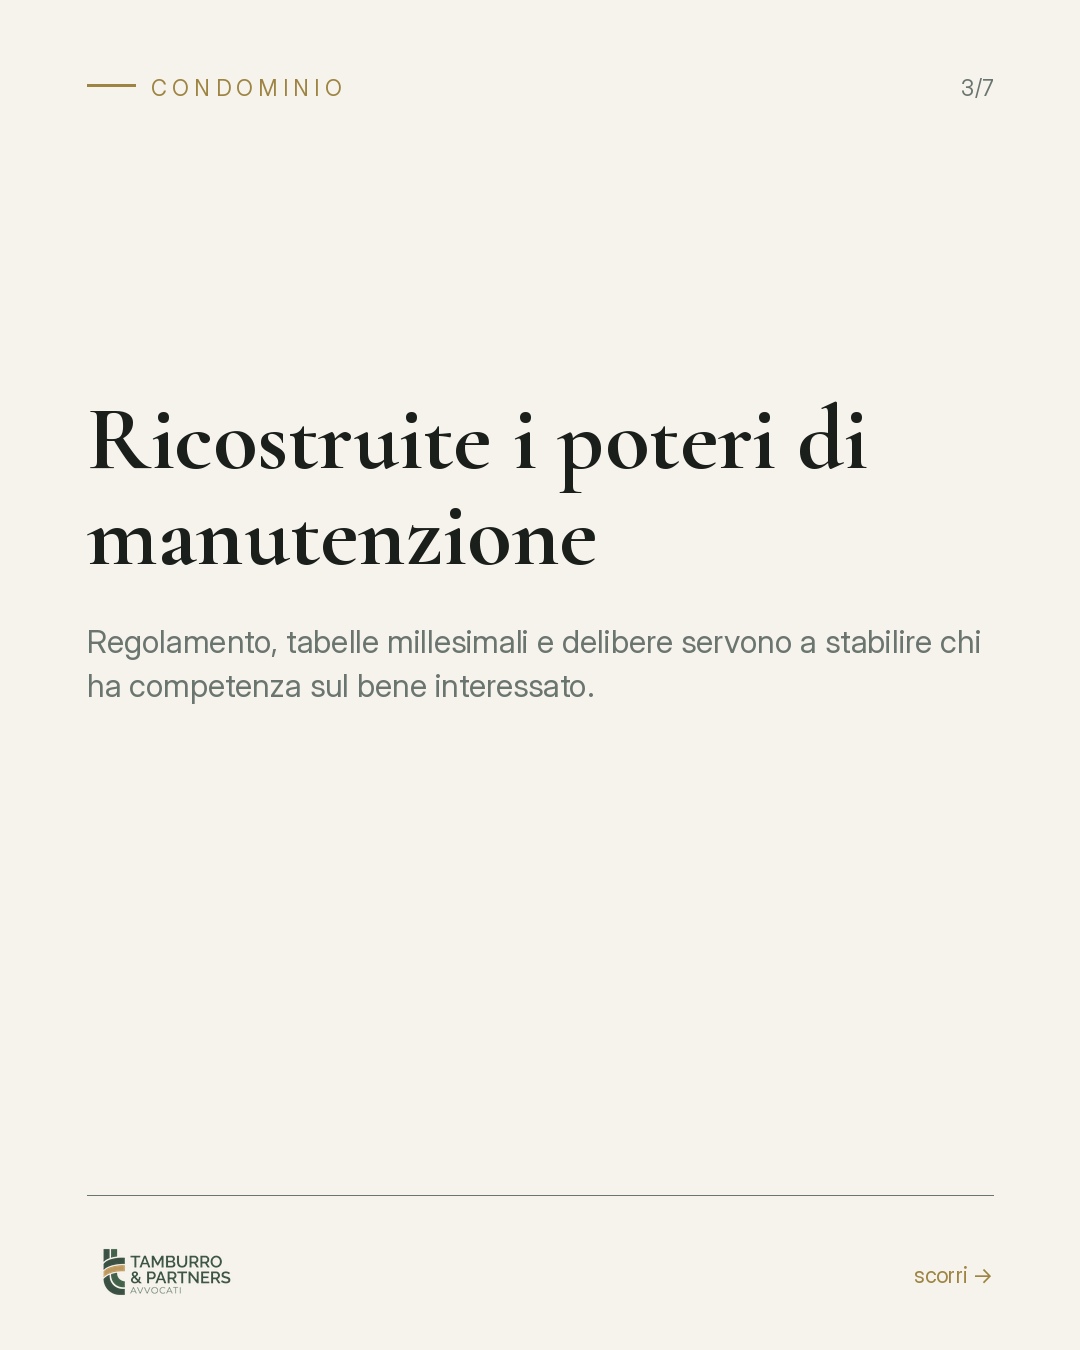 CONDOMINIO
3/7
Ricostruite i poteri di
manutenzione
Regolamento, tabelle millesimali e delibere servono a stabilire chi
ha competenza sul bene interessato.
TAMBURRO
& PARTNERS
AVVOCATI
scorri →